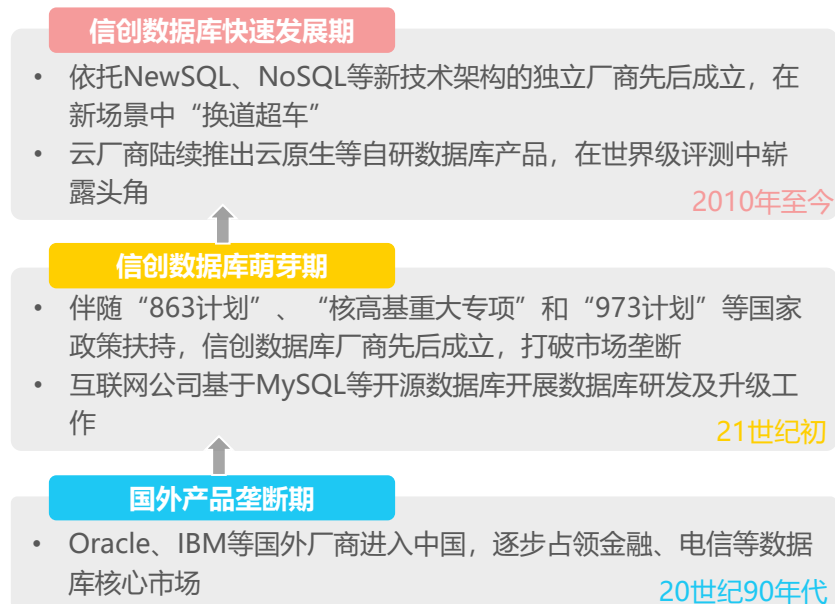 信创数据库快速发展期
• 依托NewSQL、NoSQL等新技术架构的独立厂商先后成立，在
新场景中“换道超车”
• 云厂商陆续推出云原生等自研数据库产品，在世界级评测中崭
露头角
2010年至今
信创数据库萌芽期
• 伴随“863计划”、“核高基重大专项”和“973计划”等国家
政策扶持，信创数据库厂商先后成立，打破市场垄断
• 互联网公司基于MySQL等开源数据库开展数据库研发及升级工
作
21世纪初
国外产品垄断期
• Oracle、IBM等国外厂商进入中国，逐步占领金融、电信等数据
库核心市场
20世纪90年代